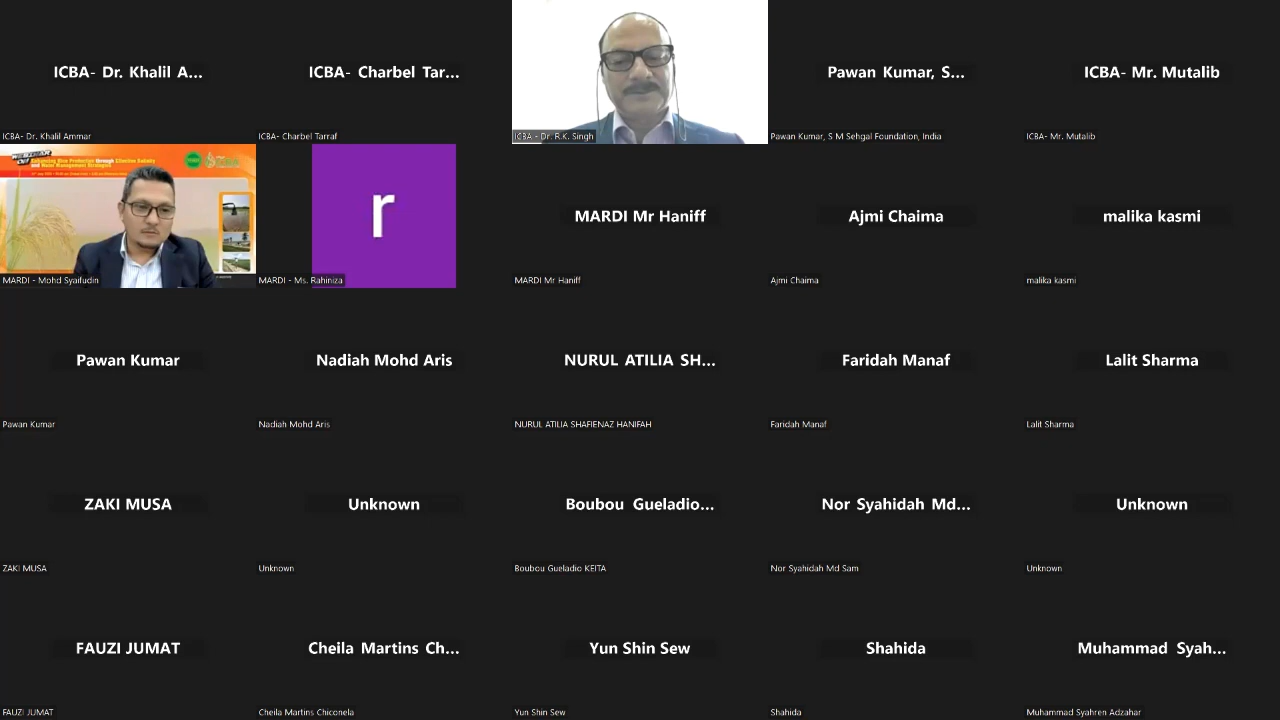 ICBA- Dr. Khalil A...
ICBA- Dr. Khalil Ammar
ICBA- Charbel Tar...
ICBA- Charbel Tarraf
ICBA - Dr. R.K. Singh
Pawan Kumar, S...
Pawan Kumar, S M Sehgal Foundation, India
ICBA- Mr. Mutalib
ICBA- Mr. Mutalib
Enhancing Rice Production through Effective Salinity
and Water Management Strategies
MARDI - Mohd Syaifudin
r
MARDI - Ms. Rahiniza
MARDI Mr Haniff
MARDI Mr Haniff
Ajmi Chaima
Ajmi Chaima
malika kasmi
malika kasmi
Pawan Kumar
Pawan Kumar
Nadiah Mohd Aris
Nadiah Mohd Aris
NURUL ATILIA SH...
NURUL ATILIA SHAFIENAZ HANIFAH
Faridah Manaf
Faridah Manaf
Lalit Sharma
Lalit Sharma
ZAKI MUSA
ZAKI MUSA
Unknown
Unknown
Boubou Gueladio...
Boubou Gueladio KEITA
Nor Syahidah Md...
Nor Syahidah Md Sam
Unknown
Unknown
FAUZI JUMAT
FAUZI JUMAT
Cheila Martins Ch...
Cheila Martins Chiconela
Yun Shin Sew
Yun Shin Sew
Shahida
Shahida
Muhammad Syah...
Muhammad Syahren Adzahar